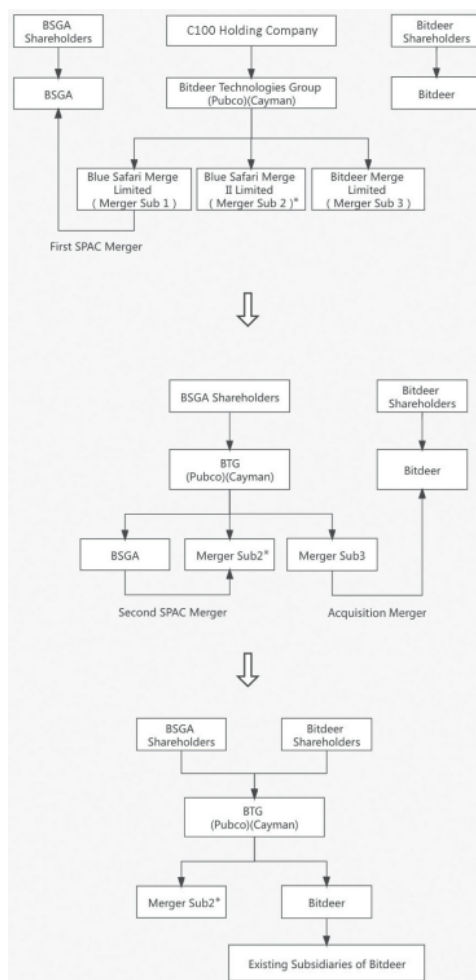 BSGA
Shareholders
C100 Holding Company
Bitdeer
Shareholders
BSGA
Bitdeer Technologies Group
(Pubco)(Cayman)
Bitdeer
Blue Safari Merge
Limited
( Merger Sub 1 )
Blue Safari Merge
II Limited
( Merger Sub 2 )*
Bitdeer Merge
Limited
( Merger Sub 3 )
First SPAC Merger
BSGA Shareholders
Bitdeer
Shareholders
BTG
(Pubco)(Cayman)
Bitdeer
BSGA
Merger Sub2*
Merger Sub3
Second SPAC Merger
Acquisition Merger
BSGA
Shareholders
Bitdeer
Shareholders
BTG
(Pubco)(Cayman)
Merger Sub2*
Bitdeer
Existing Subsidiaries of Bitdeer